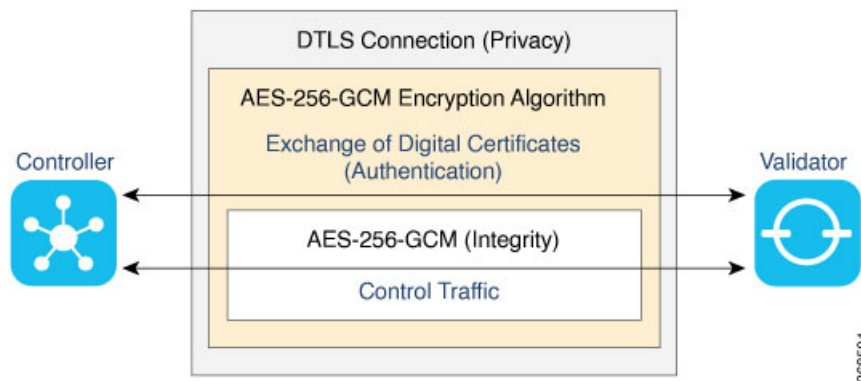 DTLS Connection (Privacy)
AES-256-GCM Encryption Algorithm
Exchange of Digital Certificates
(Authentication)
Controller
Validator
AES-256-GCM (Integrity)
Control Traffic